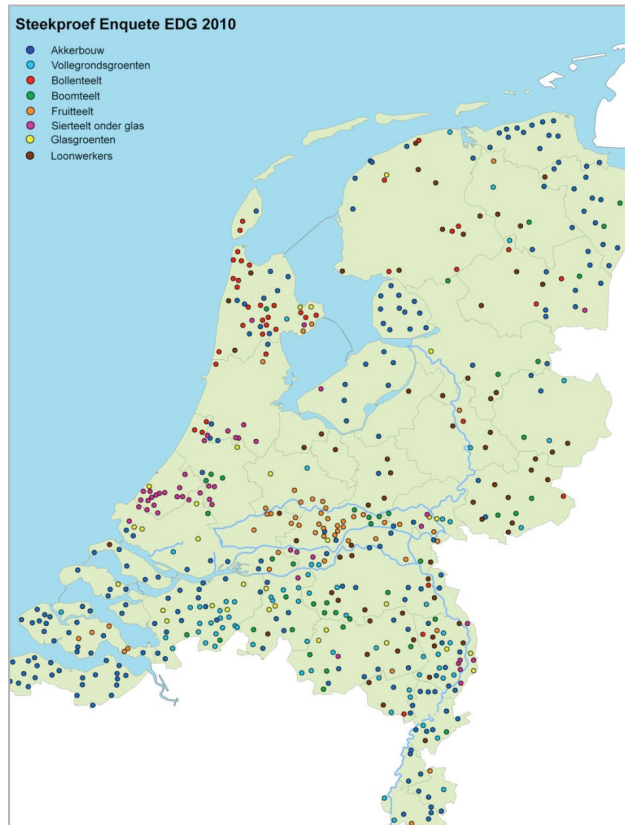 Steekproef Enquete EDG 2010
Akkerbouw
Vollegrondsgroenten
Bollenteelt
Boomteelt
Fruitteelt
Sierteelt onder glas
Glasgroenten
Loonwerkers